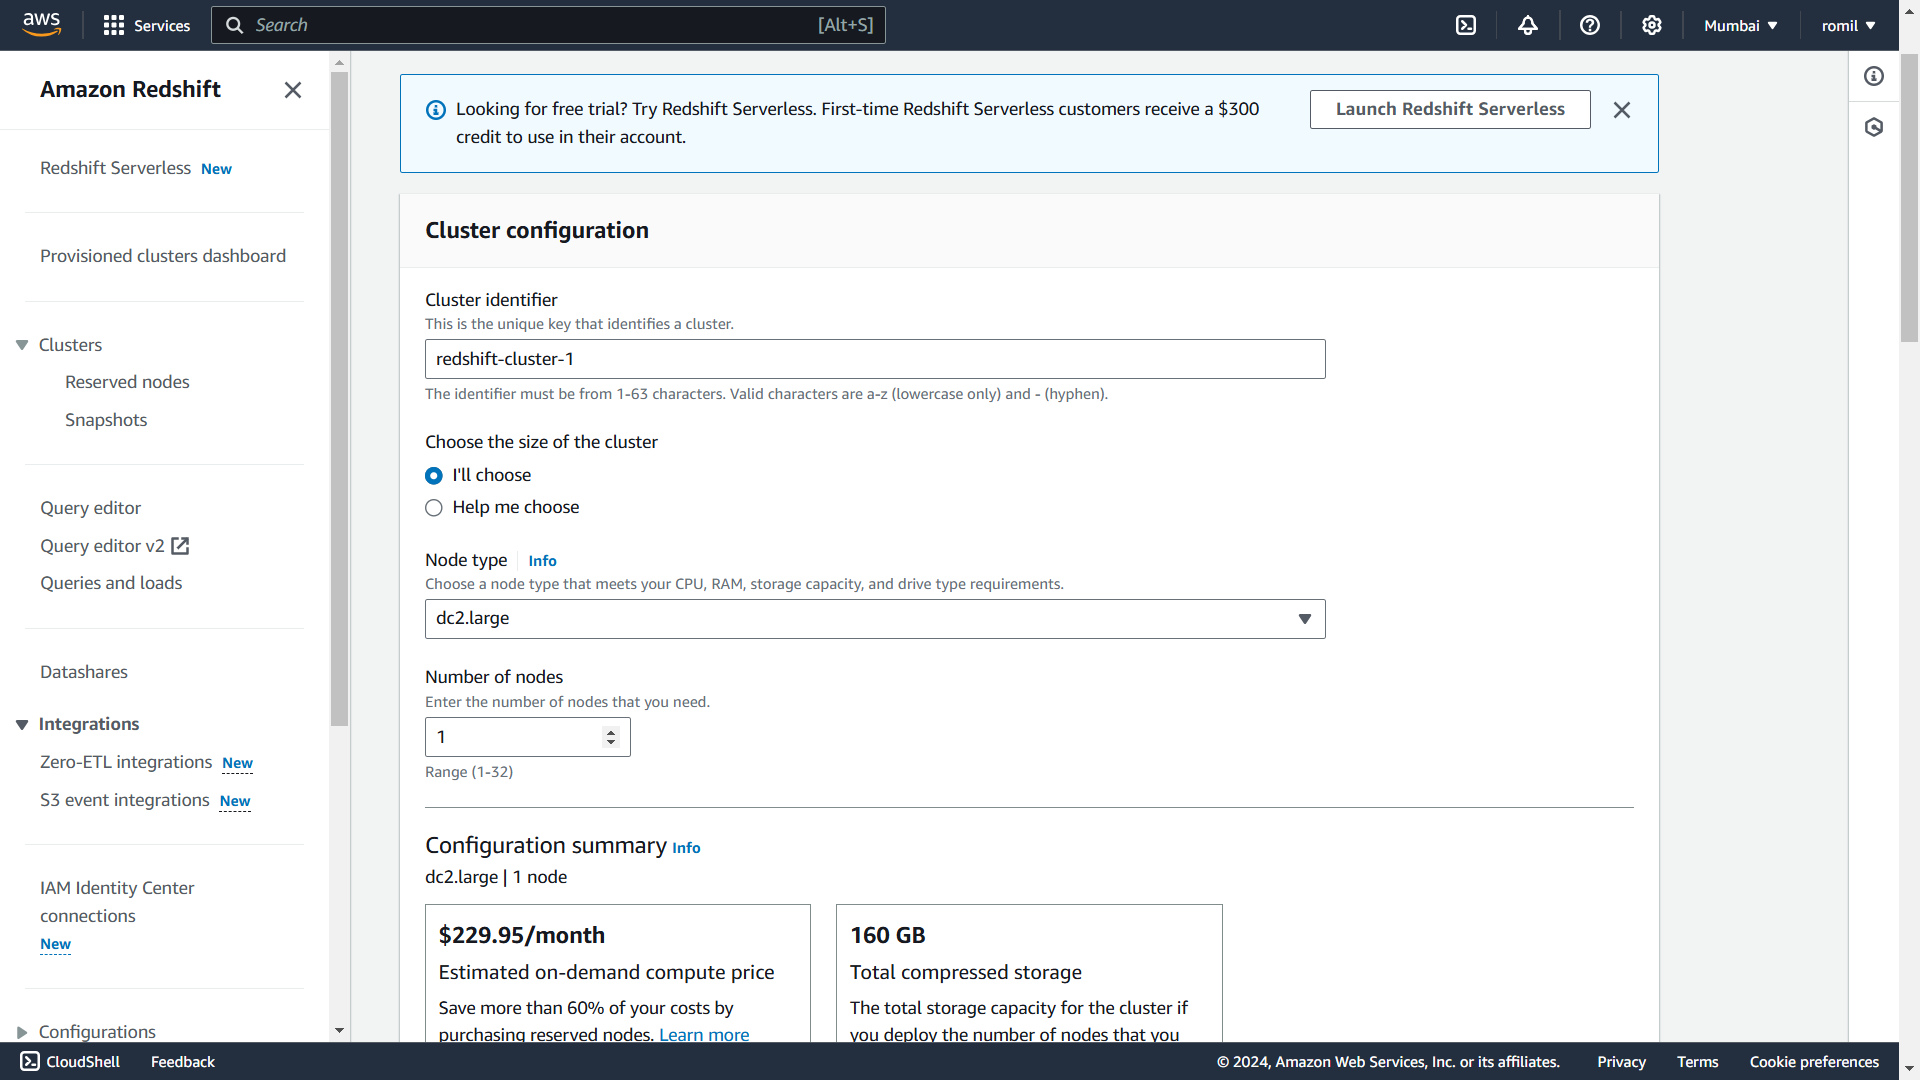 aws
Services
Search
[Alt+S]
Mumbai
romil
Amazon Redshift
Redshift Serverless New
Provisioned clusters dashboard
Clusters
Reserved nodes
Snapshots
Query editor
Query editor v2
Queries and loads
Datashares
Integrations
Zero-ETL integrations New
S3 event integrations New
IAM Identity Center
connections
New
Configurations
Looking for free trial? Try Redshift Serverless. First-time Redshift Serverless customers receive a $300
credit to use in their account.
Launch Redshift Serverless
Cluster configuration
Cluster identifier
This is the unique key that identifies a cluster.
redshift-cluster-1
The identifier must be from 1-63 characters. Valid characters are a-z (lowercase only) and - (hyphen).
Choose the size of the cluster
I'll choose
Help me choose
Node type Info
Choose a node type that meets your CPU, RAM, storage capacity, and drive type requirements.
dc2.large
Number of nodes
Enter the number of nodes that you need.
1
Range (1-32)
Configuration summary Info
dc2.large | 1 node
$229.95/month
Estimated on-demand compute price
Save more than 60% of your costs by
purchasing reserved nodes. Learn more
160 GB
Total compressed storage
The total storage capacity for the cluster if
you deploy the number of nodes that you
CloudShell
Feedback
© 2024, Amazon Web Services, Inc. or its affiliates.
Privacy
Terms
Cookie preferences